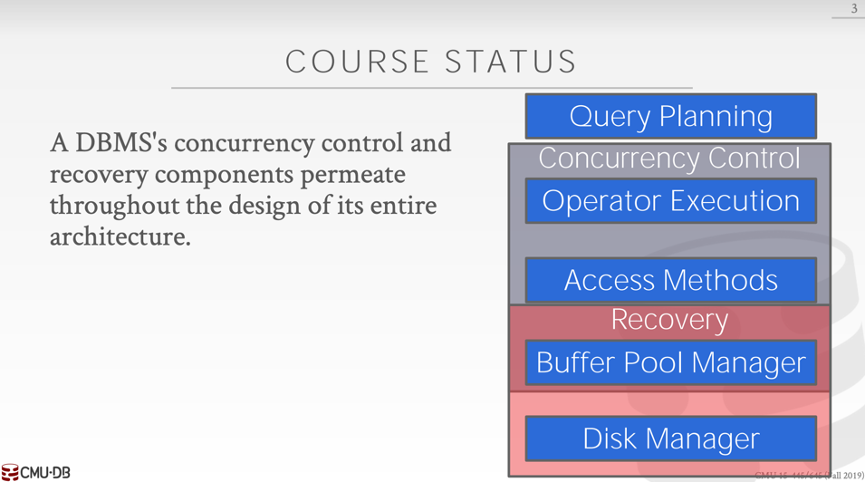 3
COURSE STATUS
A DBMS's concurrency control and
recovery components permeate
throughout the design of its entire
architecture.
Query Planning
Concurrency Control
Operator Execution
Access Methods
Recovery
Buffer Pool Manager
Disk Manager
CMU·DB
CMU 15-445/645 (Fall 2019)